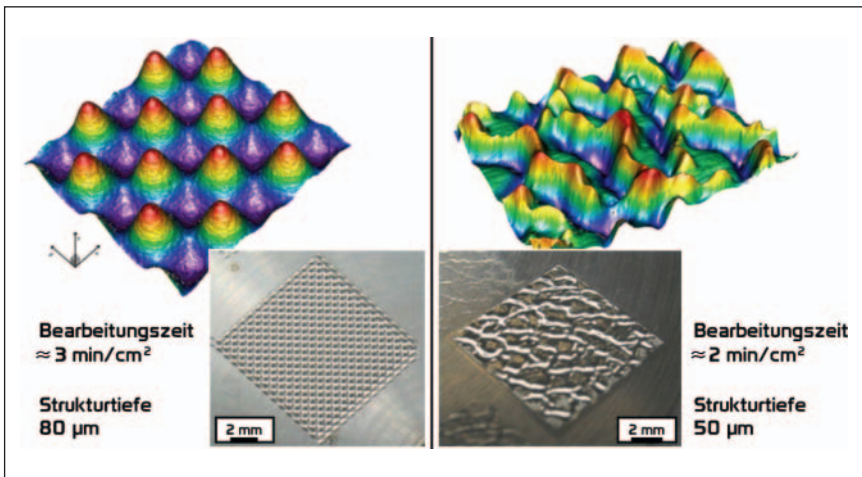 Bearbeitungszeit
≈ 3 min/cm²
Strukturtiefe
80 µm
2 mm
2 mm
Bearbeitungszeit
≈ 2 min/cm²
Strukturtiefe
50 µm